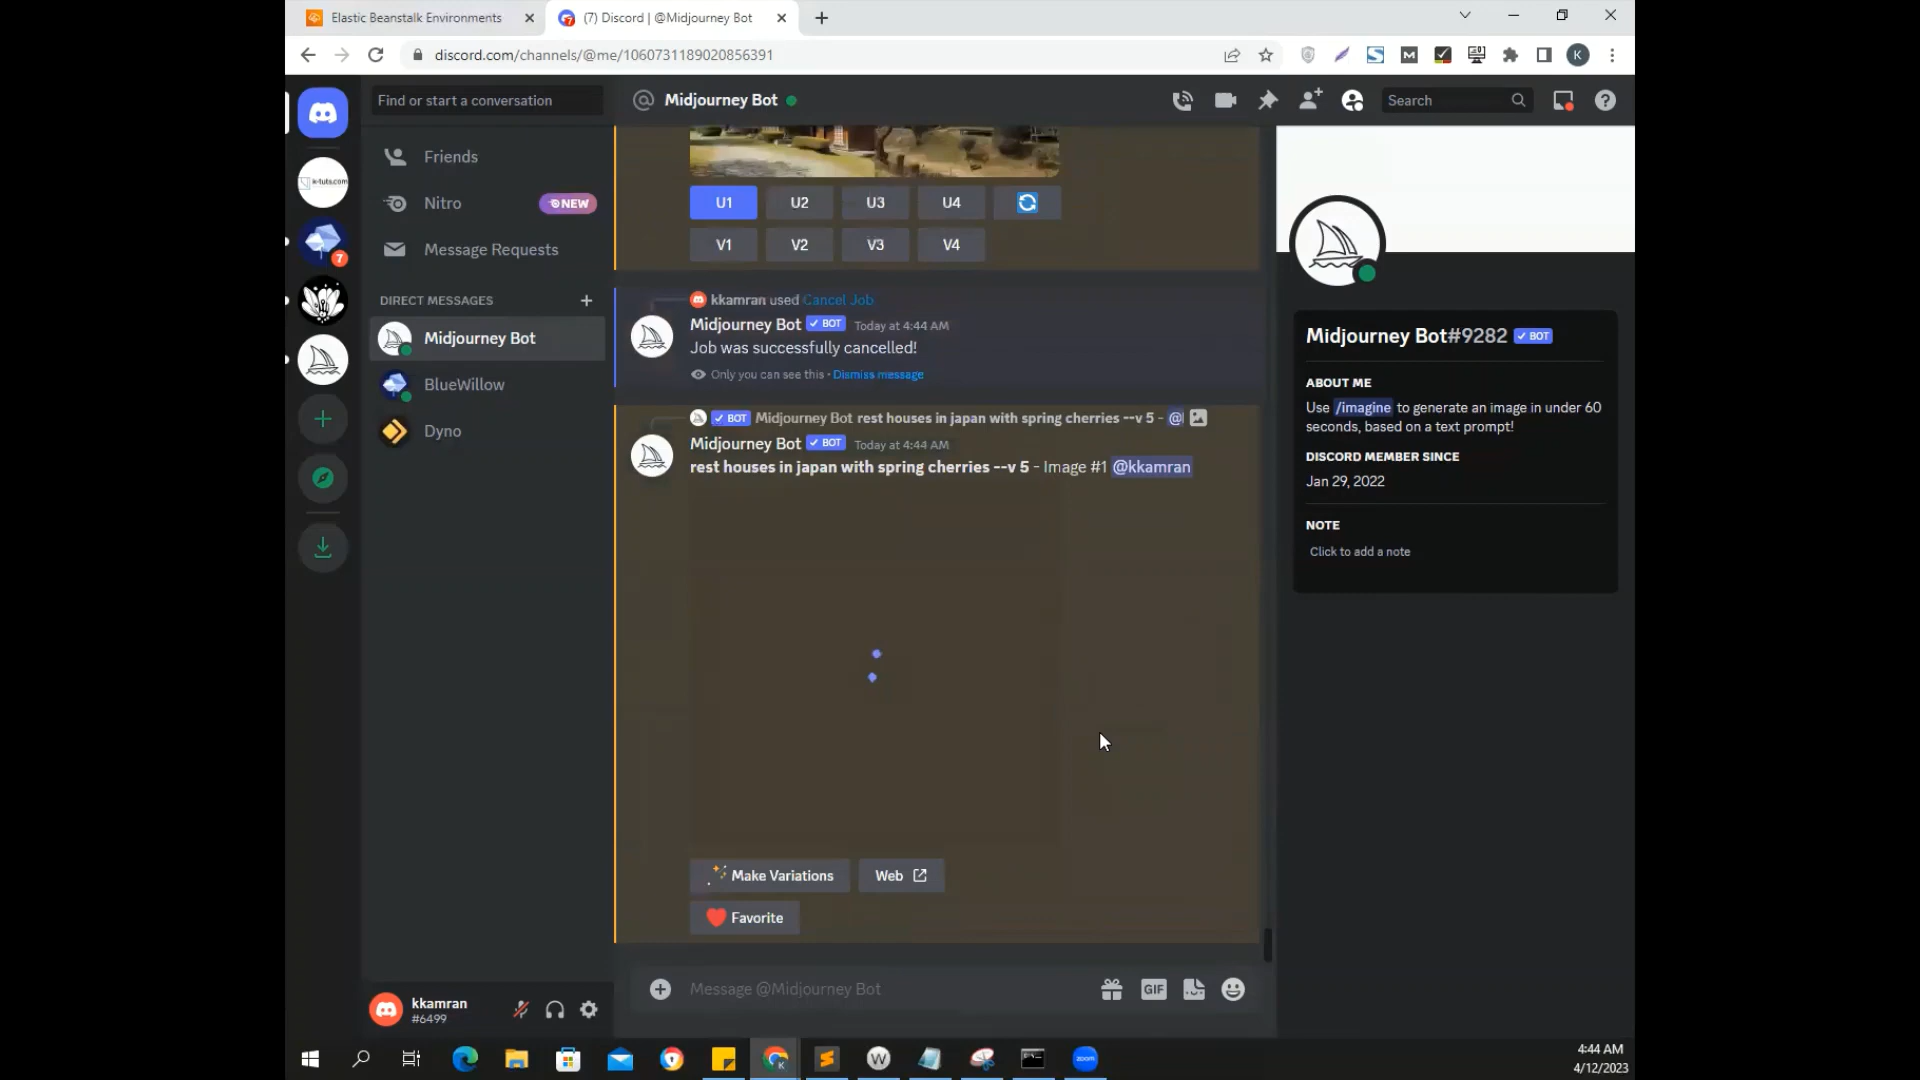 Elastic Beanstalk Environments
(7) Discord | @Midjourney Bot
discord.com/channels/@me/1060731189020856391
K
Find or start a conversation
Midjourney Bot
Search
Friends
Nitro
NEW
Message Requests
DIRECT MESSAGES
Midjourney Bot
BlueWillow
Dyno
k-tuts.com
7
U1
U2
U3
U4
V1
V2
V3
V4
kkamran used Cancel Job
Midjourney Bot BOT Today at 4:44 AM
Job was successfully cancelled!
Only you can see this • Dismiss message
BOT Midjourney Bot rest houses in japan with spring cherries --v 5 - @
Midjourney Bot BOT Today at 4:44 AM
rest houses in japan with spring cherries --v 5 - Image #1 @kkamran
Make Variations
Web
Favorite
Message @Midjourney Bot
GIF
Midjourney Bot#9282 BOT
ABOUT ME
Use /imagine to generate an image in under 60
seconds, based on a text prompt!
DISCORD MEMBER SINCE
Jan 29, 2022
NOTE
Click to add a note
kkamran
#6499
zoom
4:44 AM
4/12/2023